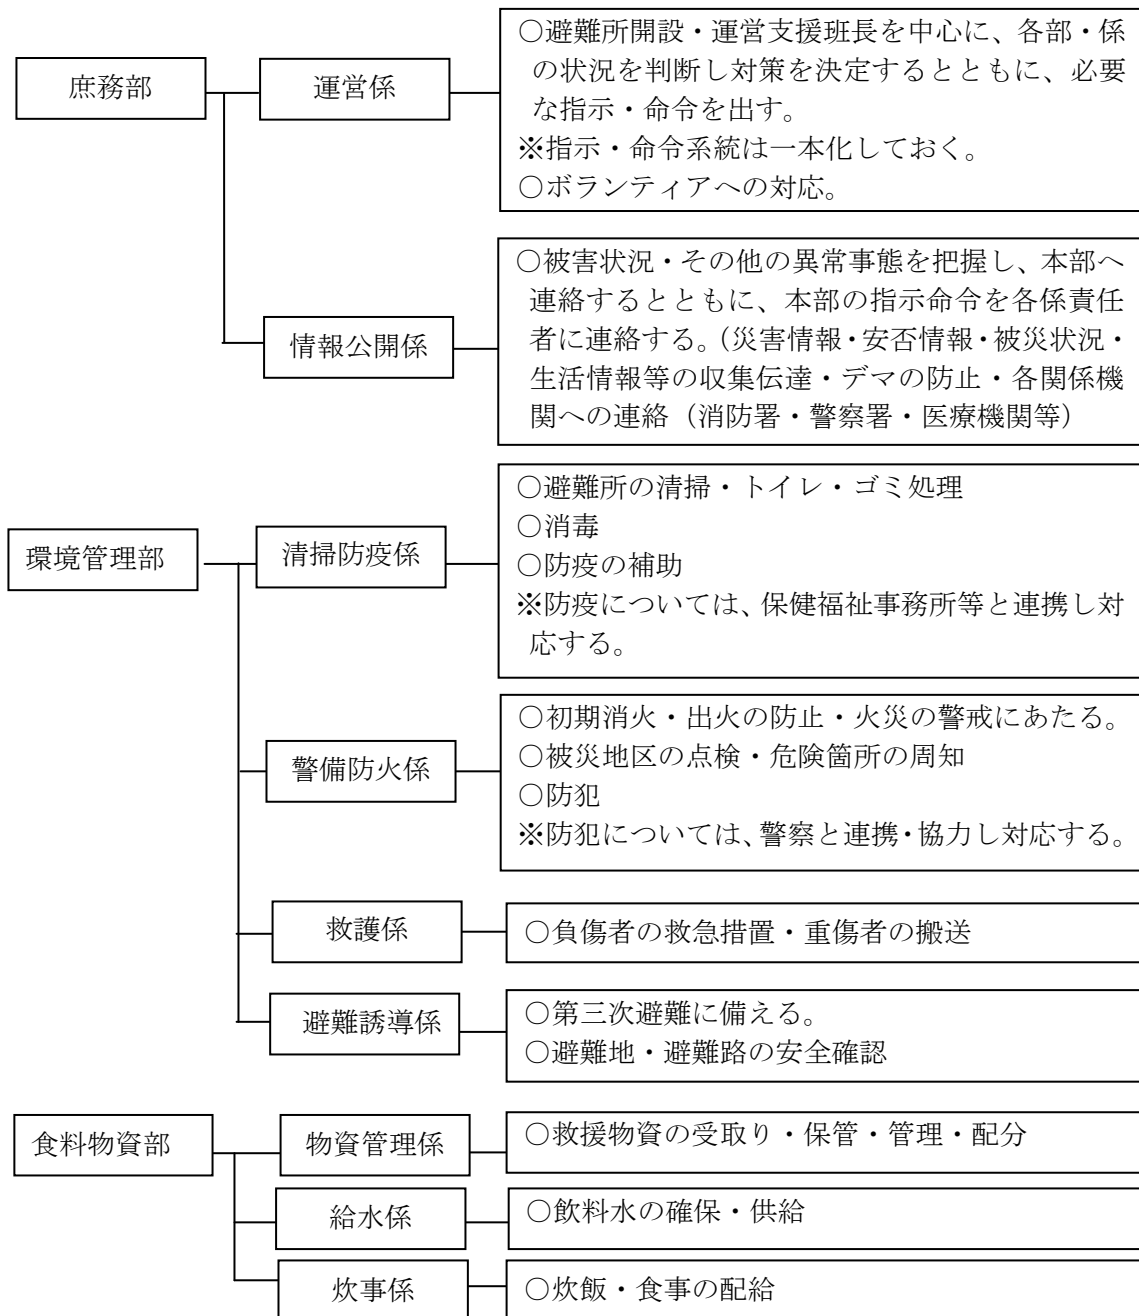 庶務部
運営係
○避難所開設・運営支援班長を中心に、各部・係
の状況を判断し対策を決定するとともに、必要
な指示・命令を出す。
※指示・命令系統は一本化しておく。
○ボランティアへの対応。
情報公開係
○被害状況・その他の異常事態を把握し、本部へ
連絡するとともに、本部の指示命令を各係責任
者に連絡する。（災害情報・安否情報・被災状況・
生活情報等の収集伝達・デマの防止・各関係機
関への連絡（消防署・警察署・医療機関等）
環境管理部
清掃防疫係
○避難所の清掃・トイレ・ゴミ処理
○消毒
○防疫の補助
※防疫については、保健福祉事務所等と連携し対
応する。
警備防火係
○初期消火・出火の防止・火災の警戒にあたる。
○被災地区の点検・危険箇所の周知
○防犯
※防犯については、警察と連携・協力し対応する。
救護係
○負傷者の救急措置・重傷者の搬送
避難誘導係
○第三次避難に備える。
○避難地・避難路の安全確認
食料物資部
物資管理係
○救援物資の受取り・保管・管理・配分
給水係
○飲料水の確保・供給
炊事係
○炊飯・食事の配給